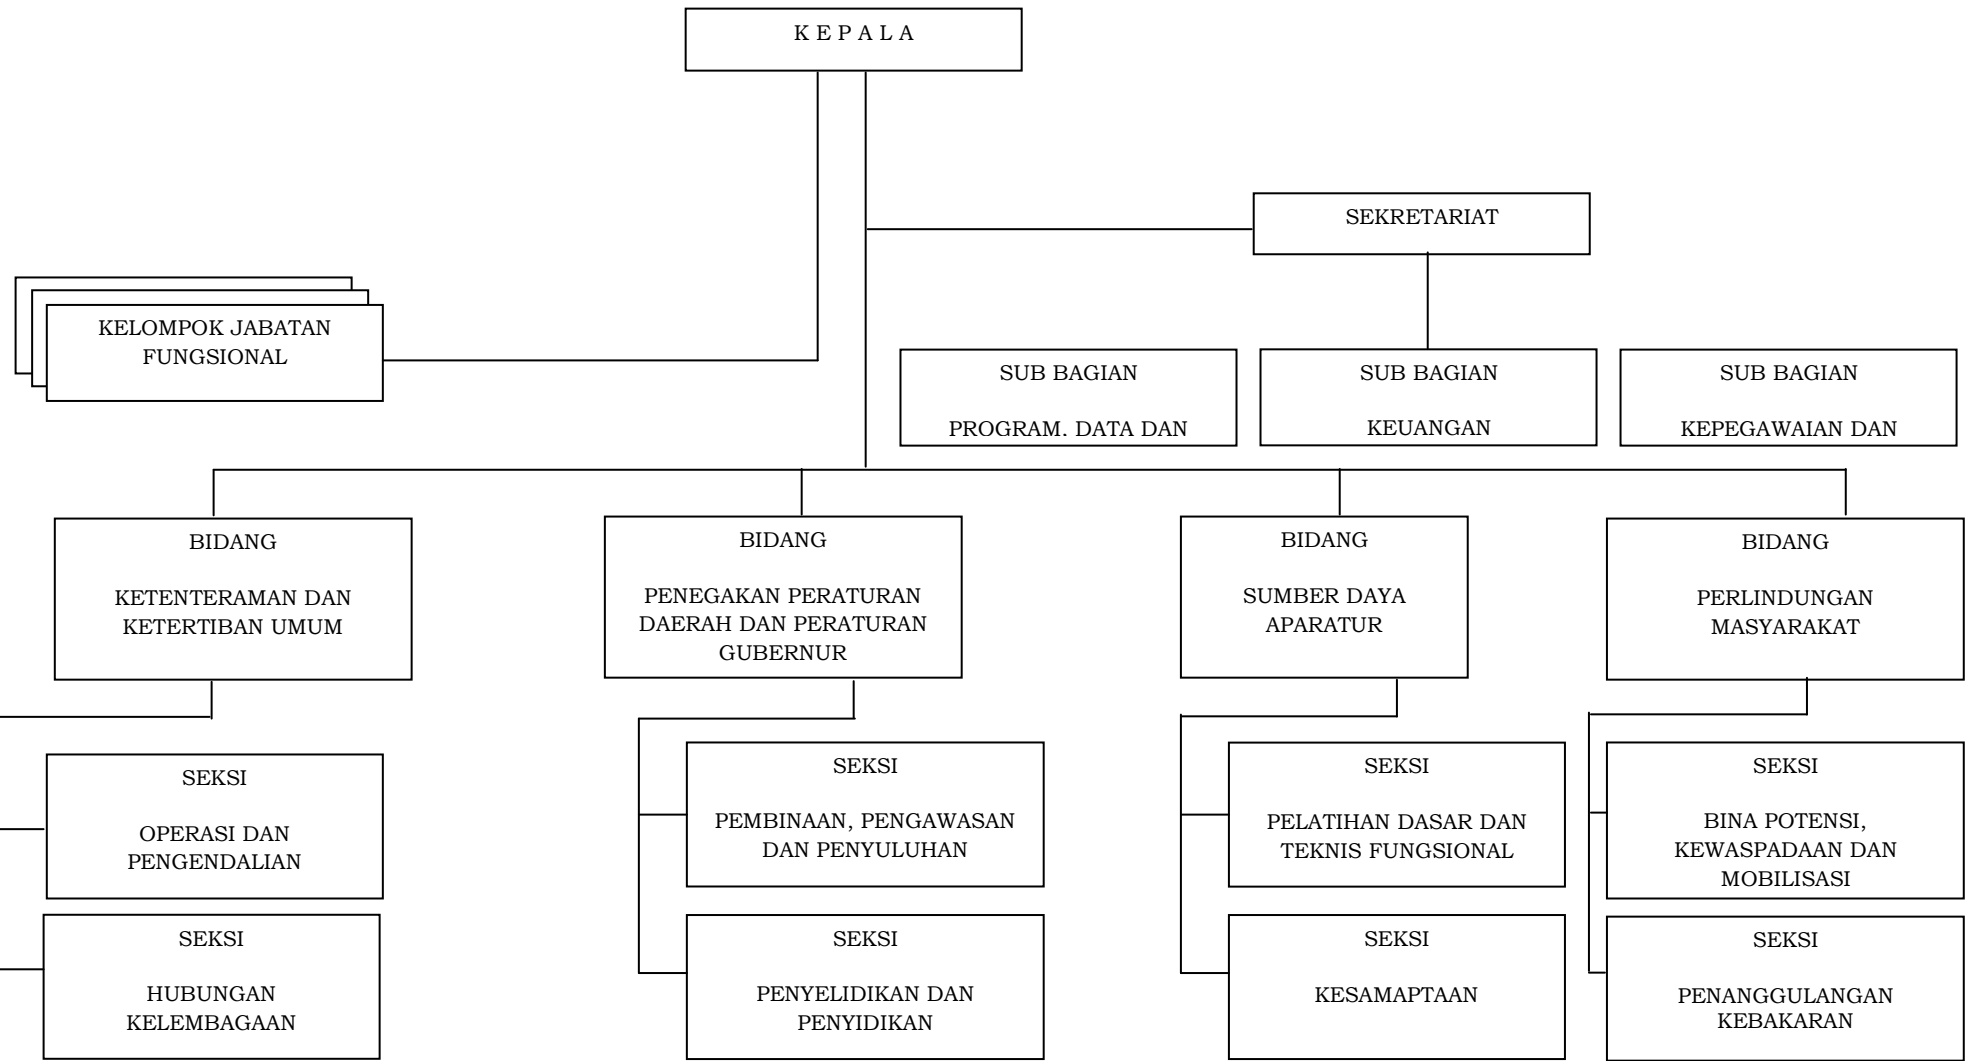 K E P A L A
SEKRETARIAT
KELOMPOK JABATAN
FUNGSIONAL
SUB BAGIAN
PROGRAM. DATA DAN
SUB BAGIAN
KEUANGAN
SUB BAGIAN
KEPEGAWAIAN DAN
BIDANG
KETENTERAMAN DAN
KETERTIBAN UMUM
BIDANG
PENEGAKAN PERATURAN
DAERAH DAN PERATURAN
GUBERNUR
BIDANG
SUMBER DAYA
APARATUR
BIDANG
PERLINDUNGAN
MASYARAKAT
SEKSI
OPERASI DAN
PENGENDALIAN
SEKSI
PEMBINAAN, PENGAWASAN
DAN PENYULUHAN
SEKSI
PELATIHAN DASAR DAN
TEKNIS FUNGSIONAL
SEKSI
BINA POTENSI,
KEWASPADAAN DAN
MOBILISASI
SEKSI
HUBUNGAN
KELEMBAGAAN
SEKSI
PENYELIDIKAN DAN
PENYIDIKAN
SEKSI
KESAMAPTAAN
SEKSI
PENANGGULANGAN
KEBAKARAN